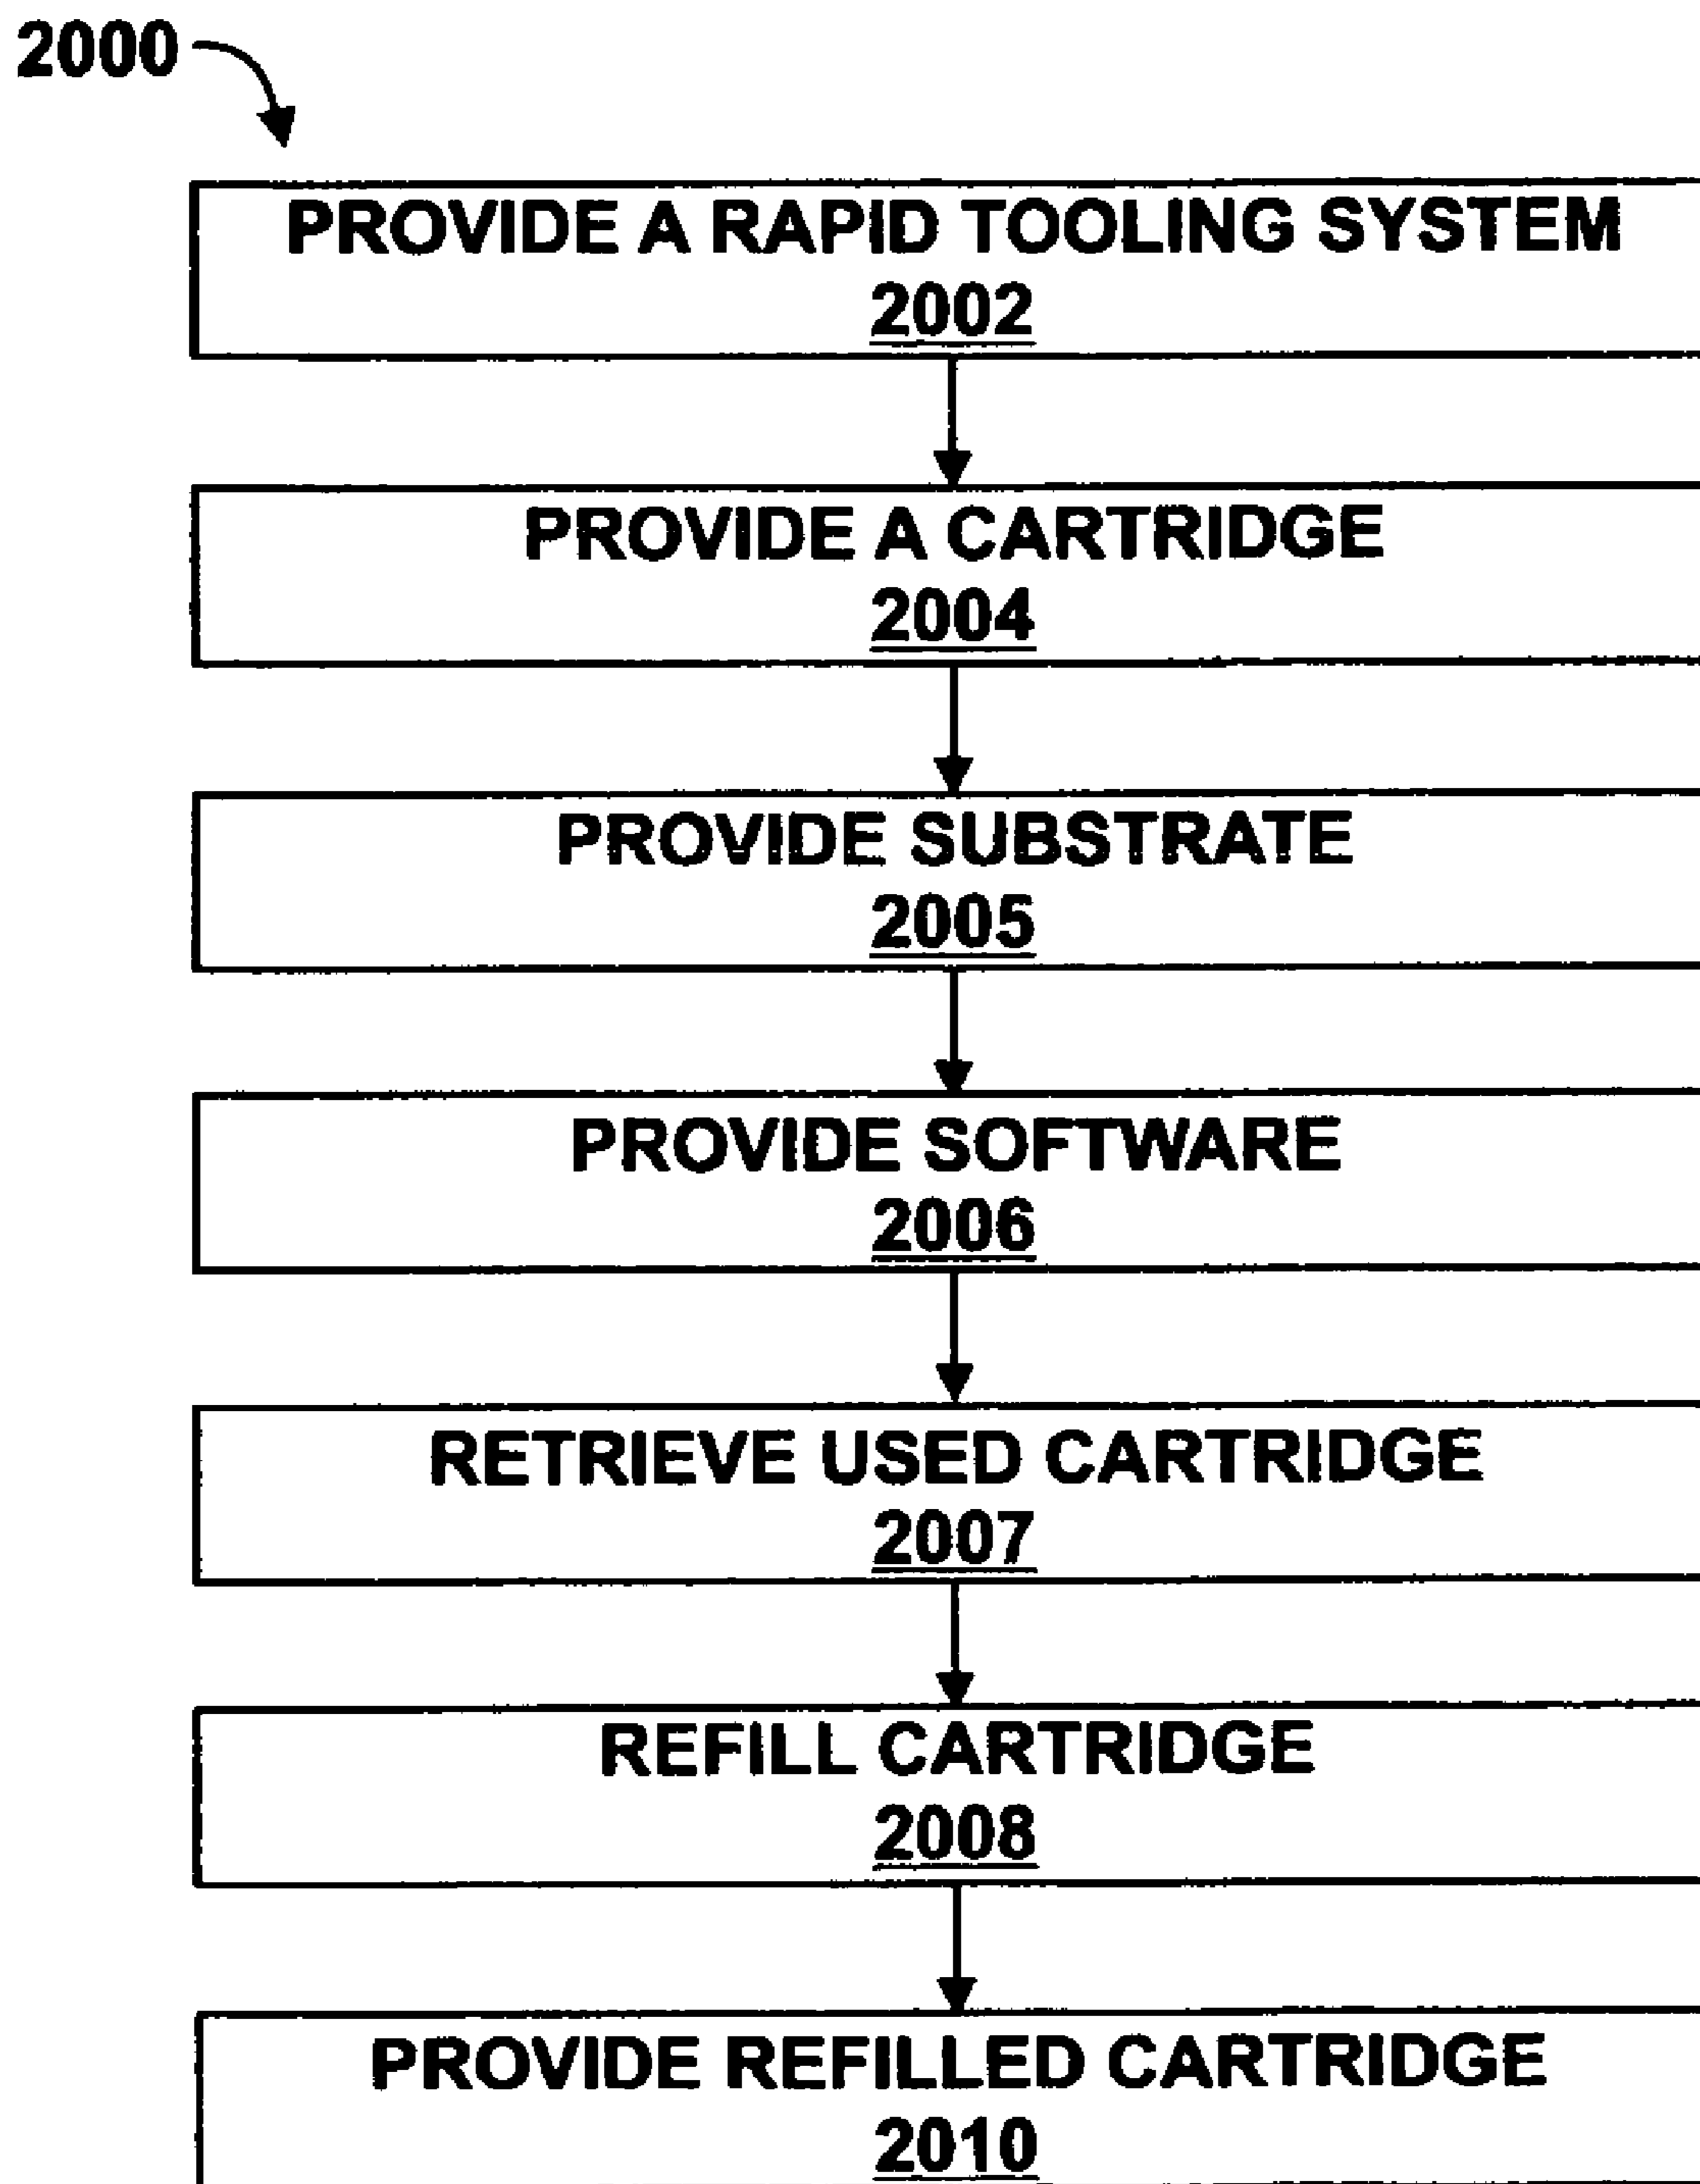 2000
PROVIDE A RAPID TOOLING SYSTEM
2002
PROVIDE A CARTRIDGE
2004
PROVIDE SUBSTRATE
2005
PROVIDE SOFTWARE
2006
RETRIEVE USED CARTRIDGE
2007
REFILL CARTRIDGE
2008
PROVIDE REFILLED CARTRIDGE
2010